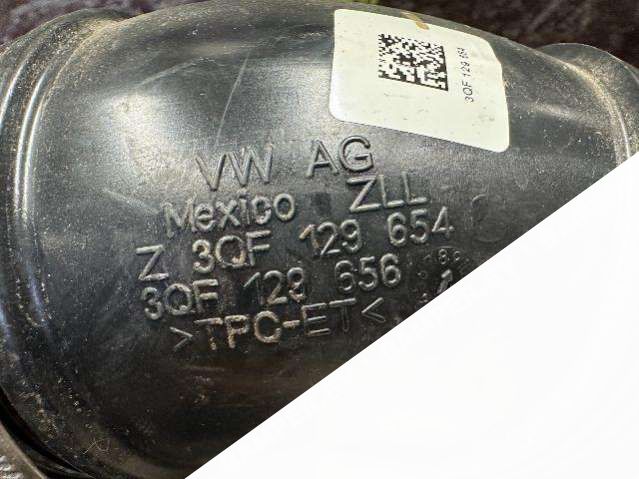 3QF 129 654
VW AG
Mexico ZLL
Z 3QF 129 654
3QF 129 656
>TPC-ET<